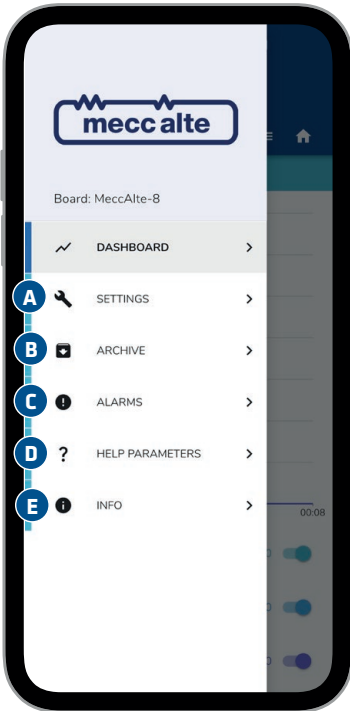 mecc alte
Board: MeccAlte-8
DASHBOARD
A SETTINGS
B ARCHIVE
C ALARMS
D ? HELP PARAMETERS
E INFO
00:08